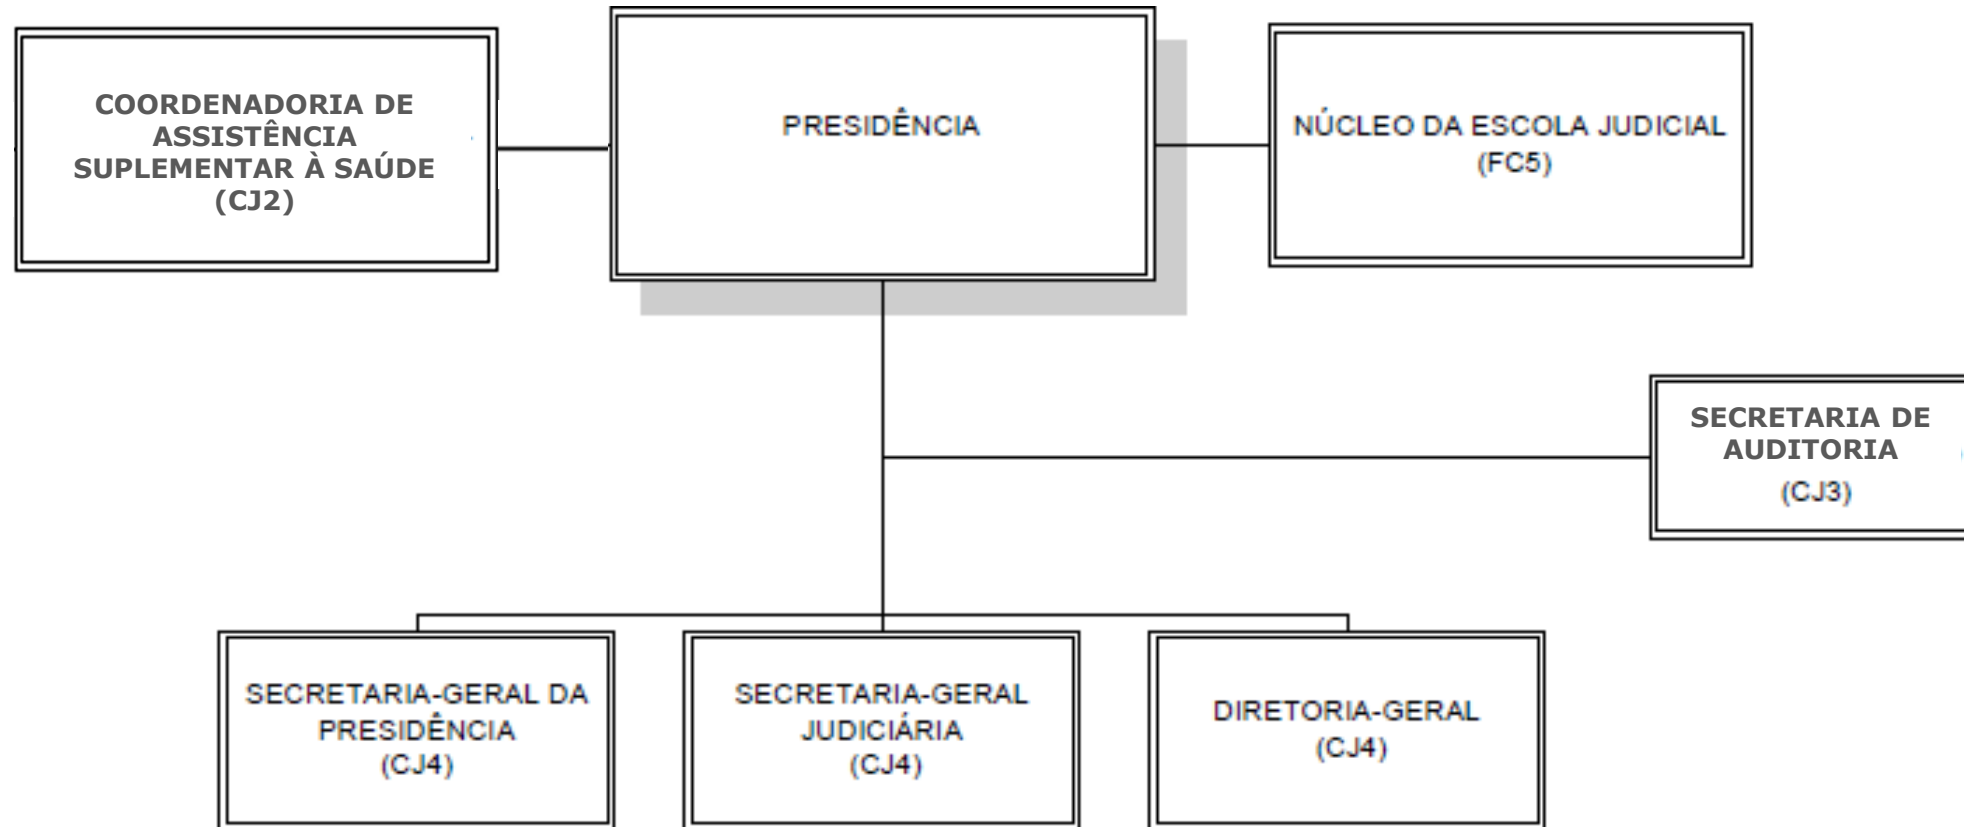 COORDENADORIA DE
ASSISTÊNCIA
SUPLEMENTAR À SAÚDE
(CJ2)
PRESIDÊNCIA
NÚCLEO DA ESCOLA JUDICIAL
(FC5)
SECRETARIA DE
AUDITORIA
(CJ3)
SECRETARIA-GERAL DA
PRESIDÊNCIA
(CJ4)
SECRETARIA-GERAL
JUDICIÁRIA
(CJ4)
DIRETORIA-GERAL
(CJ4)